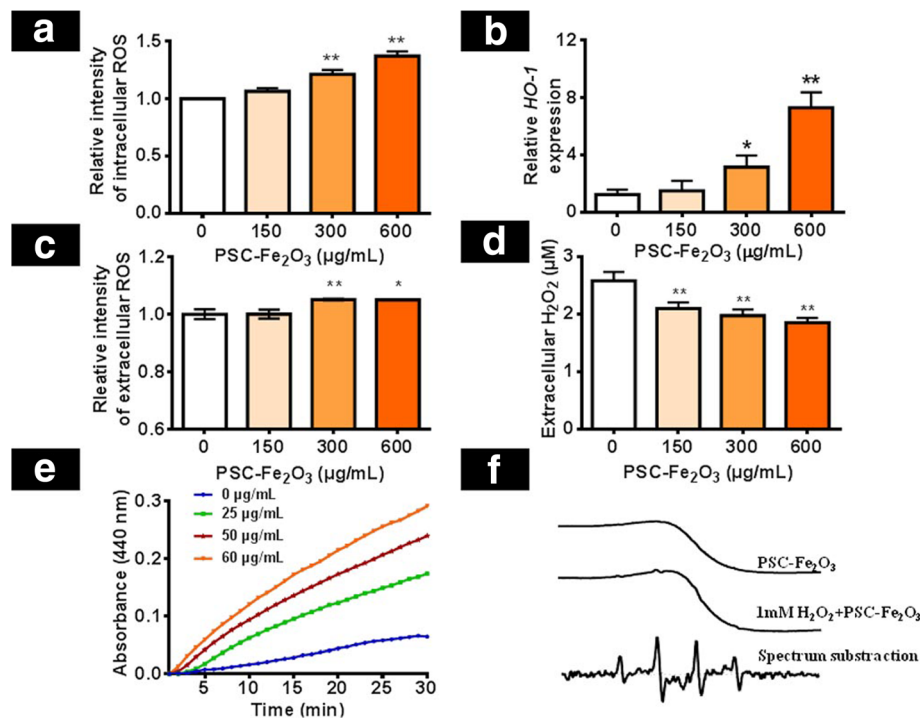 a
Relative intensity
of intracellular ROS
1.5
1.0
0.5
0.0
**
**
0 150 300 600
PSC-Fe₂O₃ (µg/mL)
b
Relative HO-1
expression
12
8
4
0
*
**
0 150 300 600
PSC-Fe₂O₃ (µg/mL)
c
Rleative intensity
of extracellular ROS
1.2
1.0
0.8
0.6
**
*
0 150 300 600
PSC-Fe₂O₃ (µg/mL)
d
Extracellular H₂O₂ (µM)
3
2
1
0
**
**
**
0 150 300 600
PSC-Fe₂O₃ (µg/mL)
e
Absorbance (440 nm)
0.3
0.2
0.1
0.0
0 µg/mL
25 µg/mL
50 µg/mL
60 µg/mL
5 10 15 20 25 30
Time (min)
f
PSC-Fe₂O₃
1mM H₂O₂+PSC-Fe₂O₃
Spectrum substraction